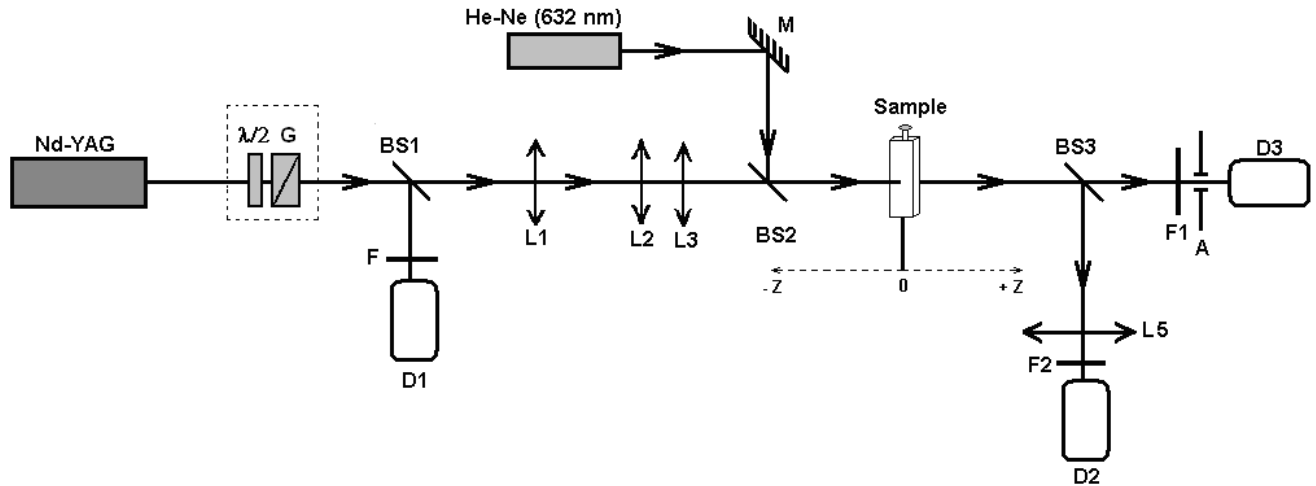 He-Ne (632 nm)
M
Nd-YAG
λ/2 G
BS1
Sample
BS3
D3
L1
L2
L3
BS2
F1
A
F
- Z
0
+ Z
D1
L5
F2
D2